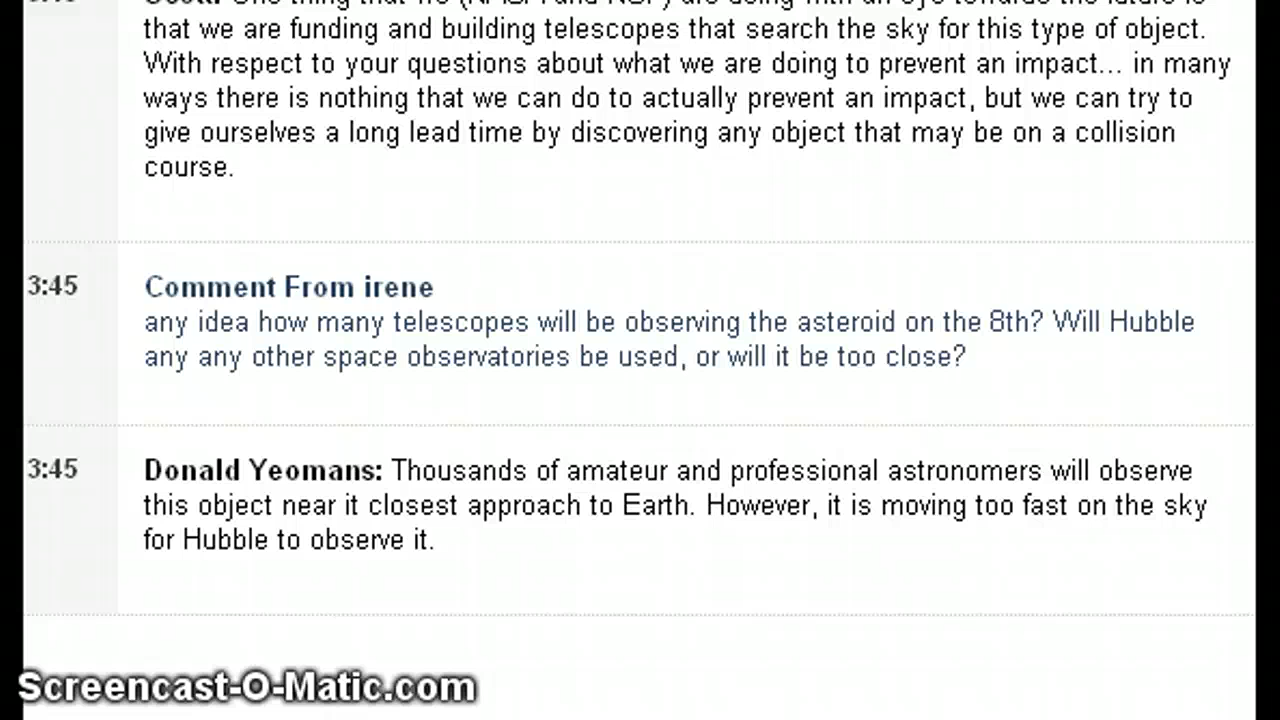 that we are funding and building telescopes that search the sky for this type of object.
With respect to your questions about what we are doing to prevent an impact... in many
ways there is nothing that we can do to actually prevent an impact, but we can try to
give ourselves a long lead time by discovering any object that may be on a collision
course.
3:45 Comment From irene
any idea how many telescopes will be observing the asteroid on the 8th? Will Hubble
any any other space observatories be used, or will it be too close?
3:45 Donald Yeomans: Thousands of amateur and professional astronomers will observe
this object near it closest approach to Earth. However, it is moving too fast on the sky
for Hubble to observe it.
Screencast-O-Matic.com